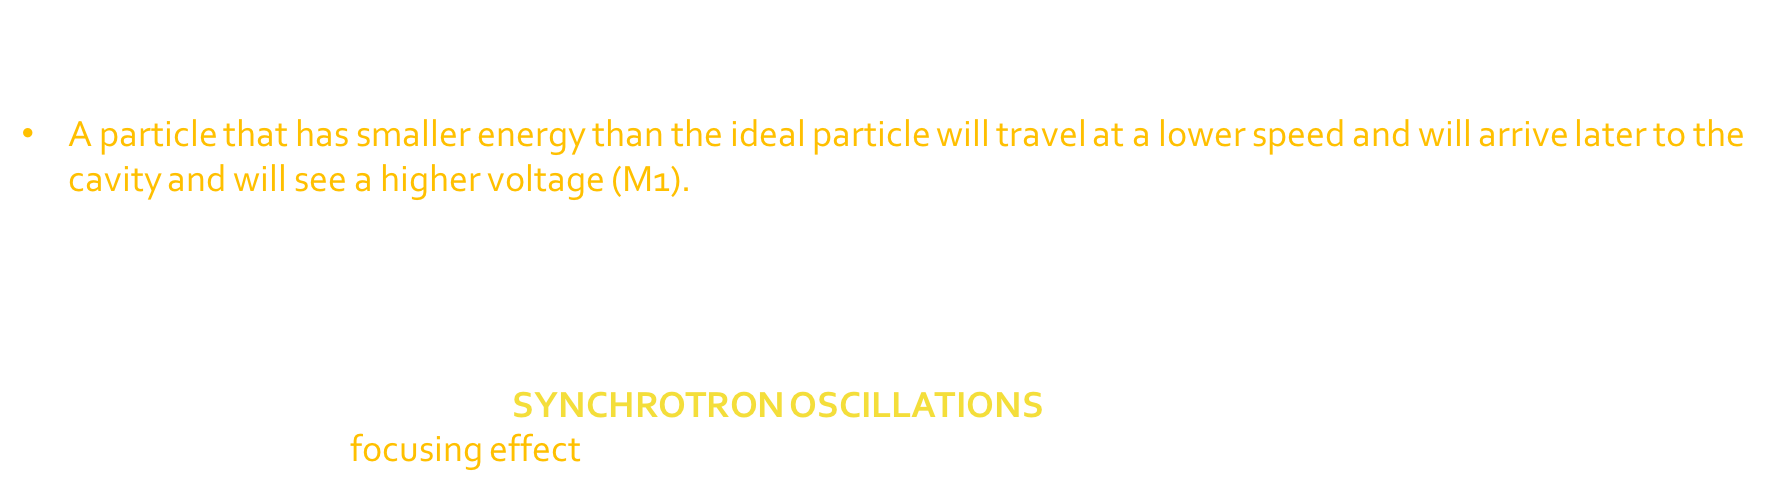 • A particle that has smaller energy than the ideal particle will travel at a lower speed and will arrive later to the
cavity and will see a higher voltage (M1).
SYNCHROTRON OSCILLATIONS
focusing effect